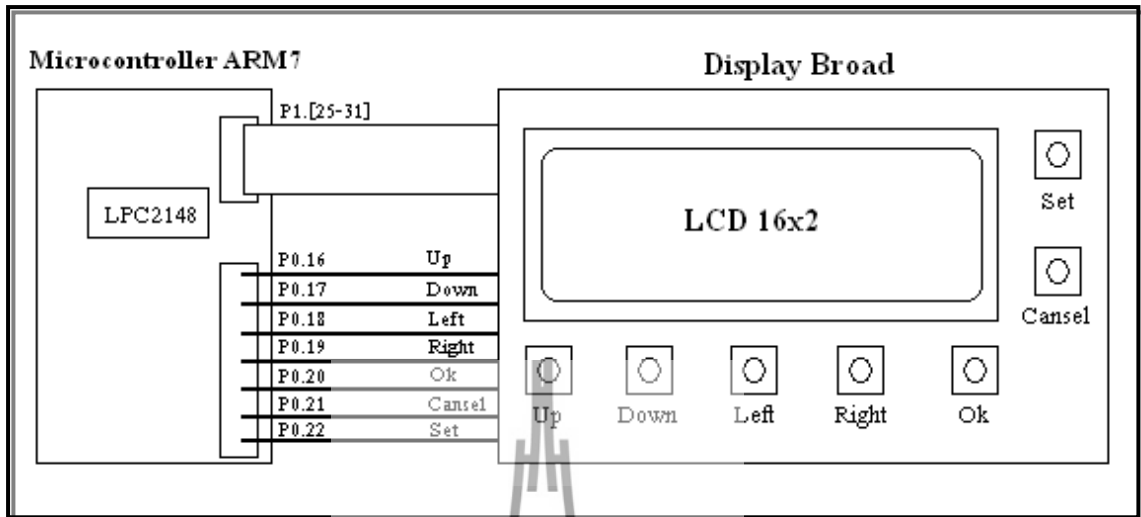 Microcontroller ARM7
Display Broad
P1.[25-31]
LPC2148
LCD 16x2
Set
Cansel
P0.16 Up
P0.17 Down
P0.18 Left
P0.19 Right
P0.20 Ok
P0.21 Cansel
P0.22 Set
Up Down Left Right Ok